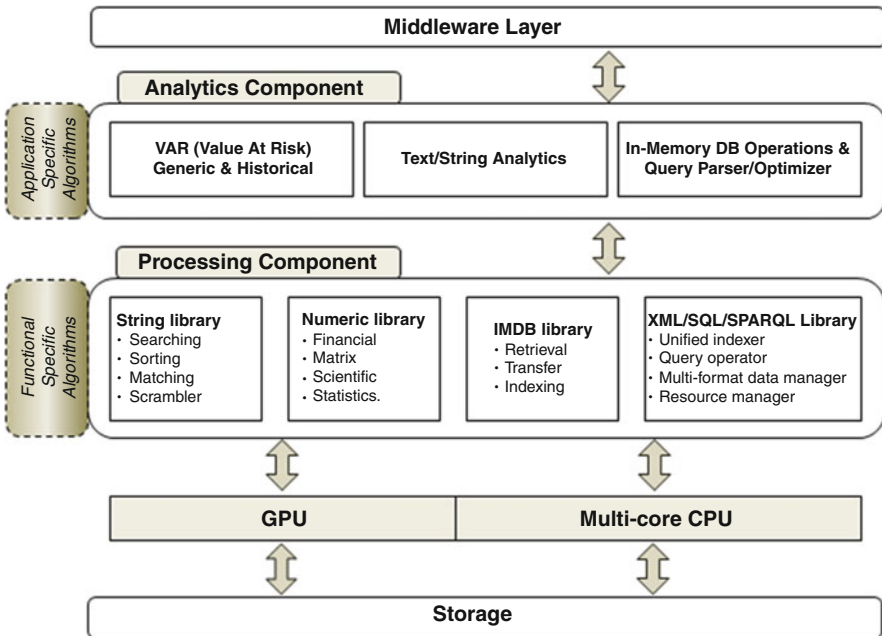 Middleware Layer
Analytics Component
Application
Specific
Algorithms
VAR (Value At Risk)
Generic & Historical
Text/String Analytics
In-Memory DB Operations &
Query Parser/Optimizer
Processing Component
Functional
Specific
Algorithms
String library
· Searching
· Sorting
· Matching
· Scrambler
Numeric library
· Financial
· Matrix
· Scientific
· Statistics.
IMDB library
· Retrieval
· Transfer
· Indexing
XML/SQL/SPARQL Library
· Unified indexer
· Query operator
· Multi-format data manager
· Resource manager
GPU
Multi-core CPU
Storage